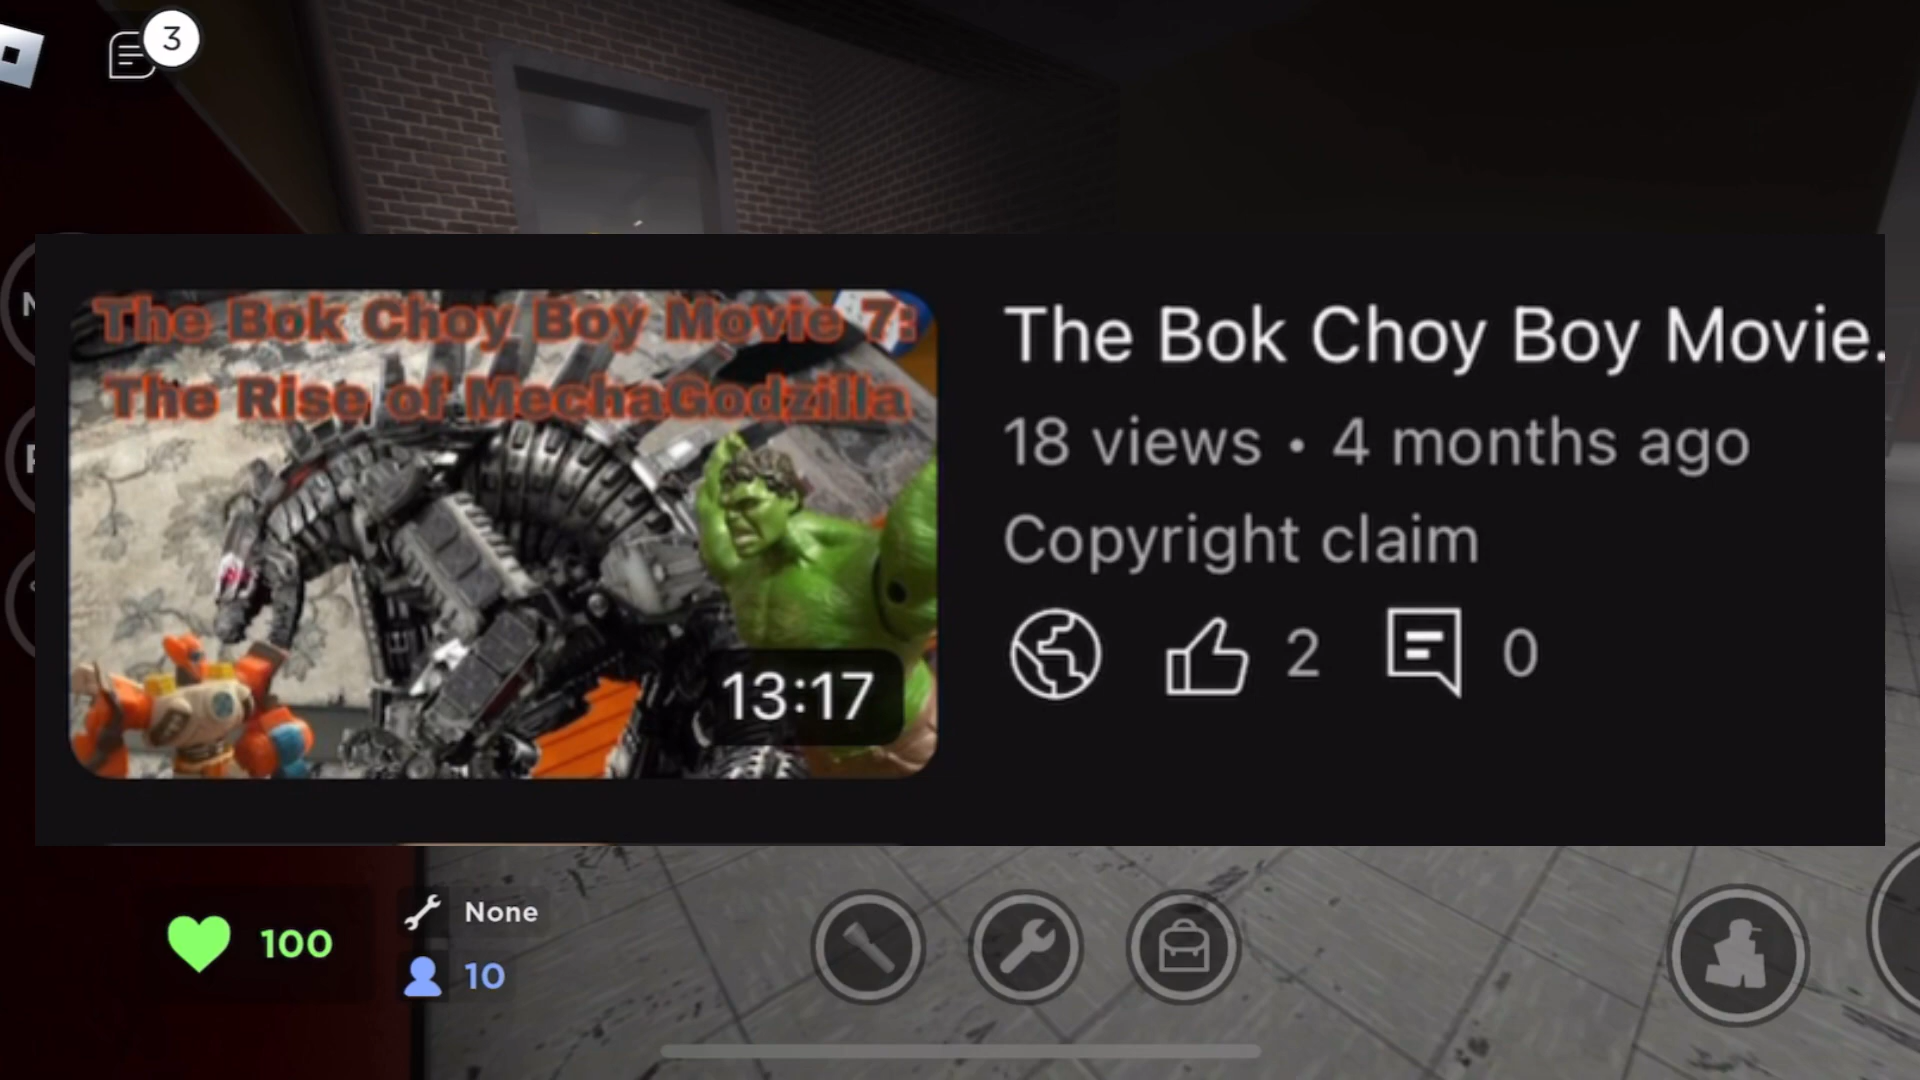 3
The Bok Choy Boy Movie 7:
The Rise of MechaGodzilla
13:17
The Bok Choy Boy Movie.
18 views • 4 months ago
Copyright claim
2
0
100
None
10